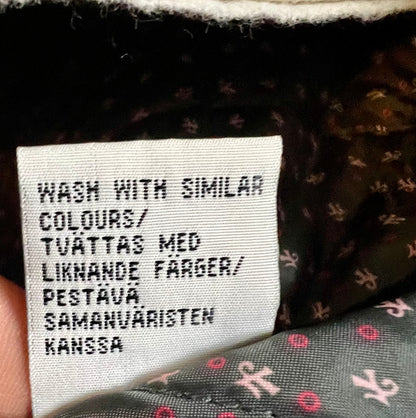 WASH WITH SIMILAR
COLOURS/
TVÄTTAS MED
LIKNANDE FÄRGER/
PESTÄVÄ
SAMANVÄRISTEN
KANSSA